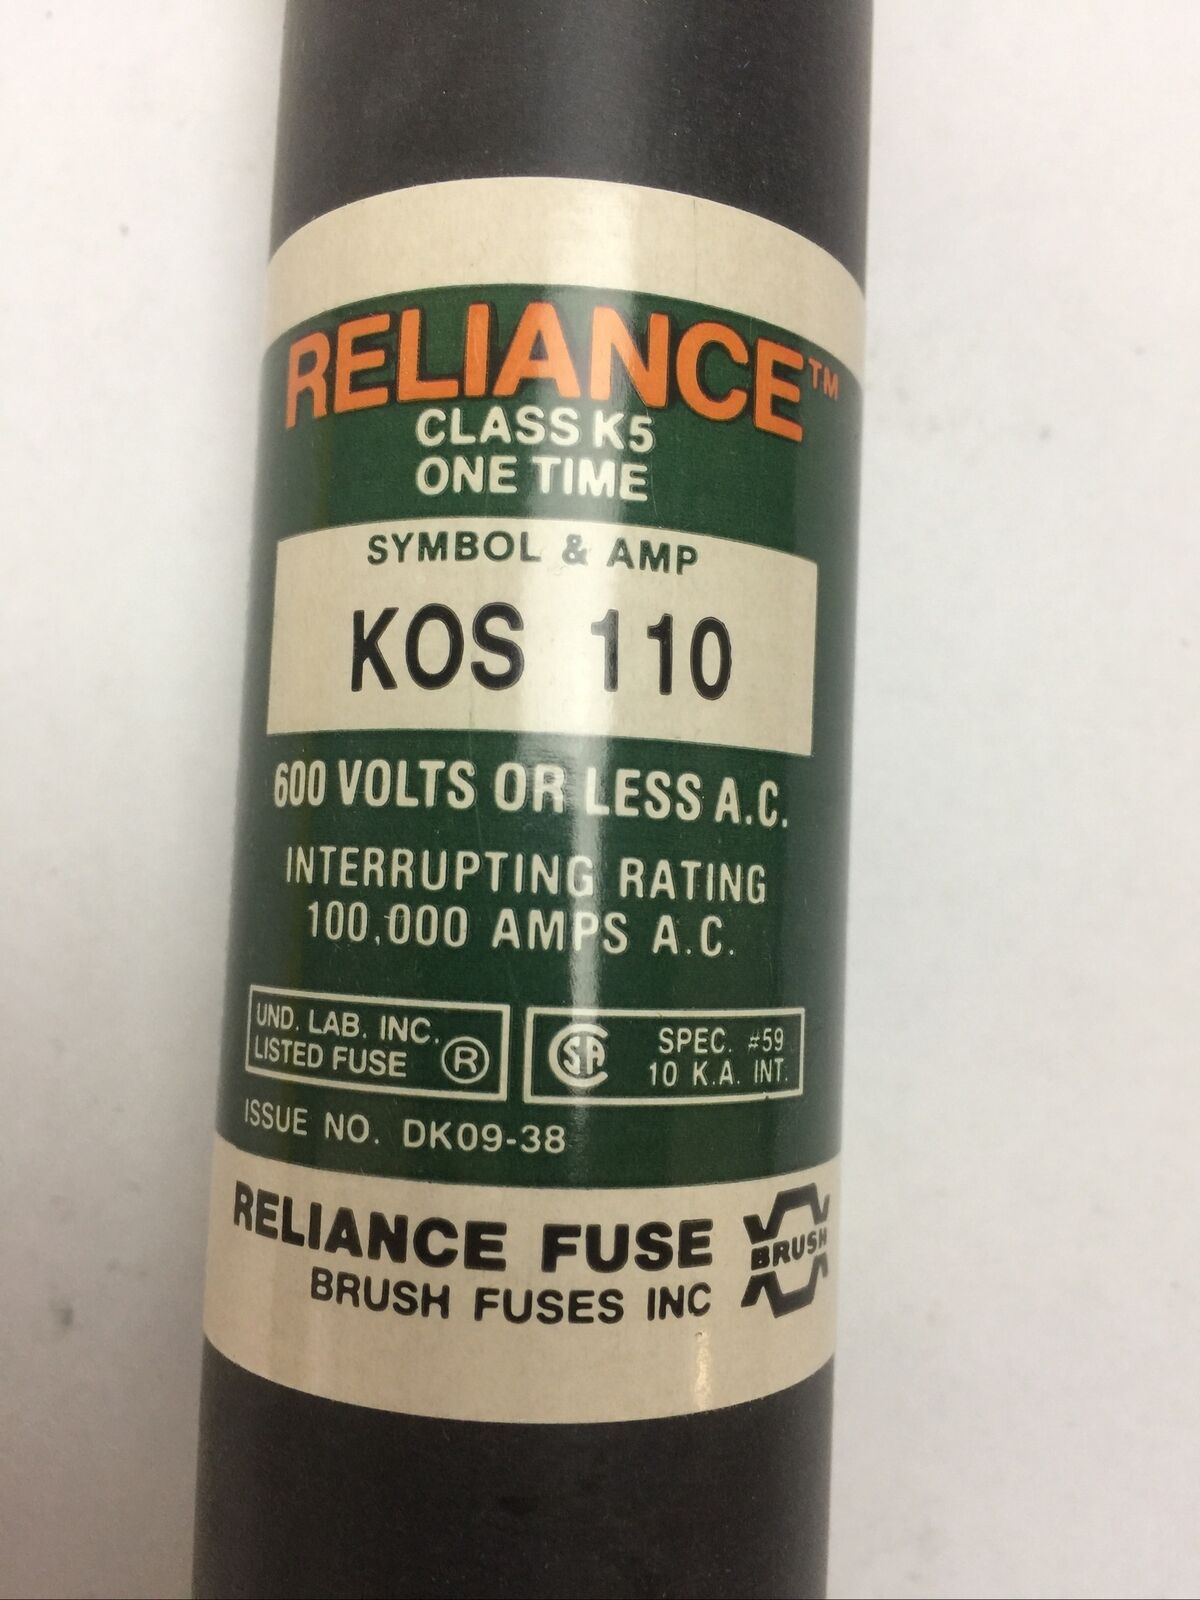 RELIANCE™
CLASS K5
ONE TIME
SYMBOL & AMP
KOS 110
600 VOLTS OR LESS A.C.
INTERRUPTING RATING
100,000 AMPS A.C.
UND. LAB. INC.
LISTED FUSE ®
SA
SPEC. #59
10 K.A. INT.
ISSUE NO. DK09-38
RELIANCE FUSE
BRUSH FUSES INC
BRUSH